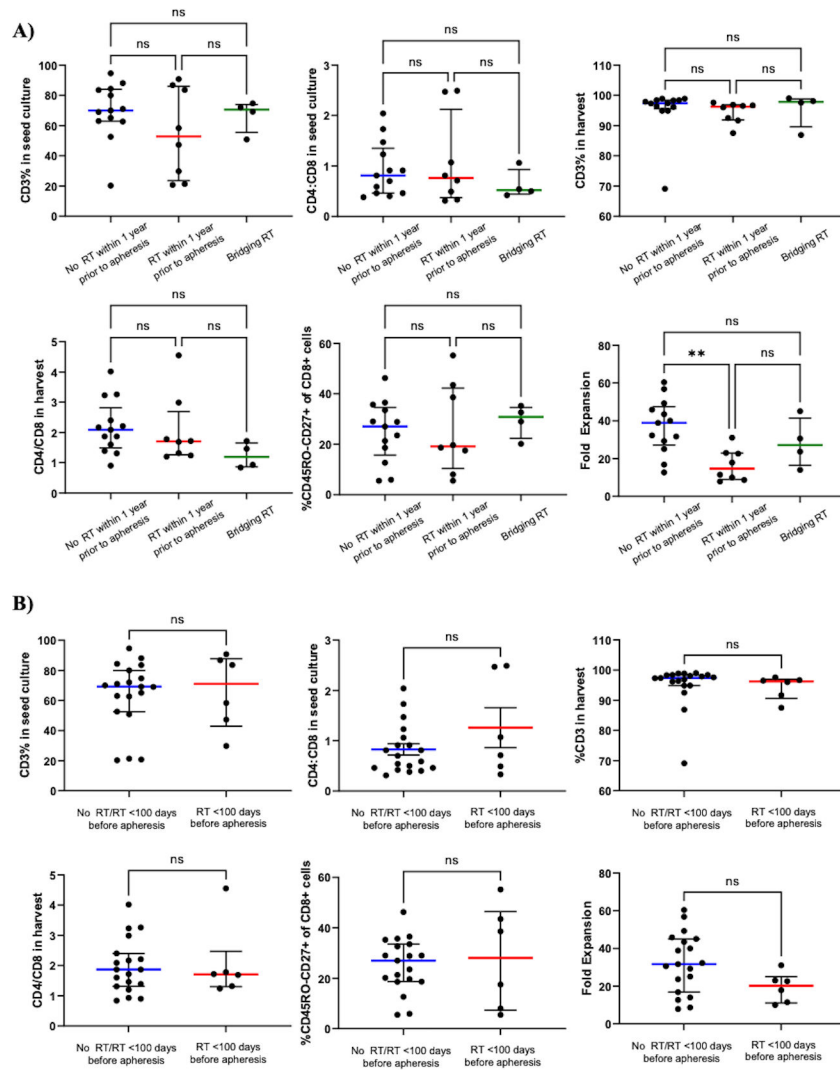 A)
ns
ns
ns
CD3% in seed culture
100
80
60
40
20
0
No RT within 1 year
prior to apheresis
RT within 1 year
prior to apheresis
Bridging RT
ns
ns
ns
CD4:CD8 in seed culture
4
3
2
1
0
No RT within 1 year
prior to apheresis
RT within 1 year
prior to apheresis
Bridging RT
ns
ns
ns
CD3% in harvest
110
100
90
80
70
60
No RT within 1 year
prior to apheresis
RT within 1 year
prior to apheresis
Bridging RT
ns
ns
ns
CD4/CD8 in harvest
5
4
3
2
1
0
No RT within 1 year
prior to apheresis
RT within 1 year
prior to apheresis
Bridging RT
ns
ns
ns
%CD45RO-CD27+ of CD8+ cells
60
40
20
0
No RT within 1 year
prior to apheresis
RT within 1 year
prior to apheresis
Bridging RT
ns
**
ns
Fold Expansion
80
60
40
20
0
No RT within 1 year
prior to apheresis
RT within 1 year
prior to apheresis
Bridging RT
B)
ns
CD3% in seed culture
100
80
60
40
20
0
No RT/RT <100 days
before apheresis
RT <100 days
before apheresis
ns
CD4:CD8 in seed culture
4
3
2
1
0
No RT/RT <100 days
before apheresis
RT <100 days
before apheresis
ns
%CD3 in harvest
110
100
90
80
70
60
No RT/RT <100 days
before apheresis
RT <100 days
before apheresis
ns
CD4/CD8 in harvest
5
4
3
2
1
0
No RT/RT <100 days
before apheresis
RT <100 days
before apheresis
ns
%CD45RO-CD27+ of CD8+ cells
60
40
20
0
No RT/RT <100 days
before apheresis
RT <100 days
before apheresis
ns
Fold Expansion
80
60
40
20
0
No RT/RT <100 days
before apheresis
RT <100 days
before apheresis